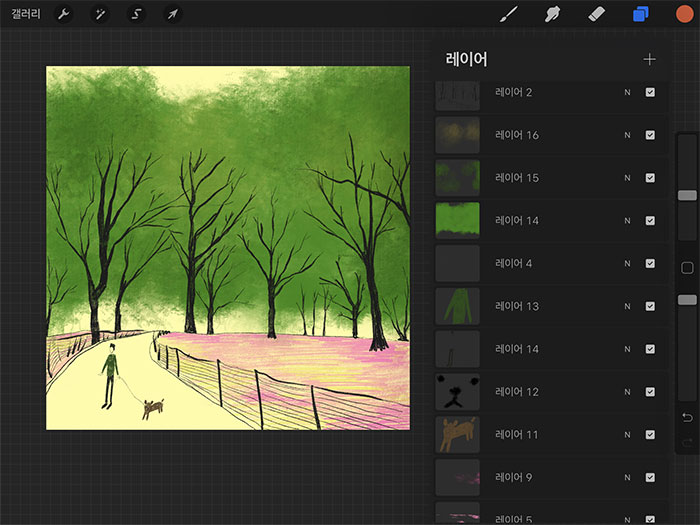 갤러리
레이어
레이어 2 N
레이어 16 N
레이어 15 N
레이어 14 N
레이어 4 N
레이어 13 N
레이어 14 N
레이어 12 N
레이어 11 N
레이어 9 N
레이어 5 N